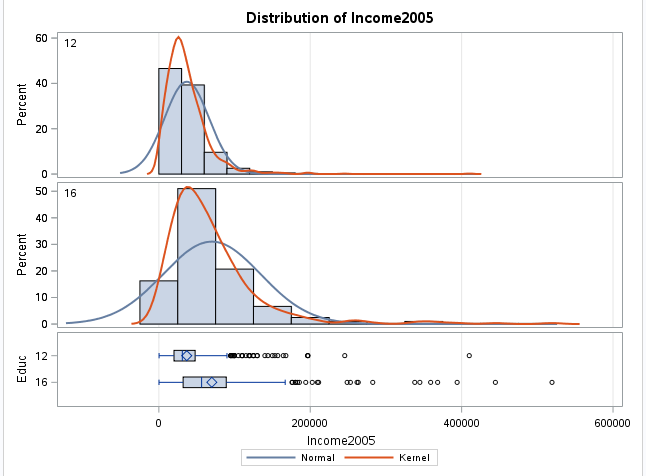 Distribution of Income2005
60
12
40
20
0
Percent
50
16
40
30
20
10
0
Percent
12
16
Educ
0 200000 400000 600000
Income2005
Normal Kernel